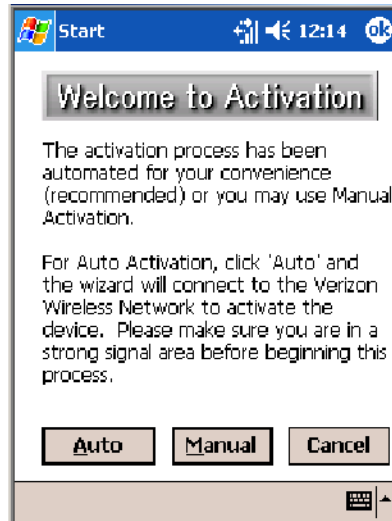 Start 12:14 ok
Welcome to Activation
The activation process has been
automated for your convenience
(recommended) or you may use Manual
Activation.
For Auto Activation, click 'Auto' and
the wizard will connect to the Verizon
Wireless Network to activate the
device. Please make sure you are in a
strong signal area before beginning this
process.
Auto Manual Cancel